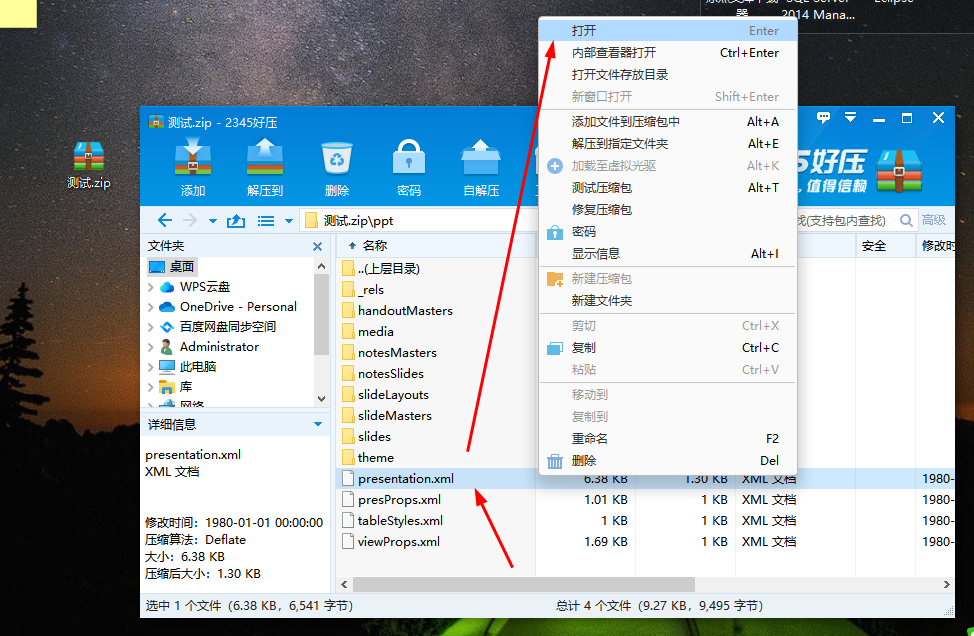 2014 Mana...
测试.zip
测试.zip - 2345好压
添加
解压到
删除
密码
自解压
5好压
, 值得信赖
测试.zip\ppt
找(支持包内查找)
高级
文件夹
桌面
WPS云盘
OneDrive - Personal
百度网盘同步空间
Administrator
此电脑
库
网络
详细信息
presentation.xml
XML 文档
修改时间: 1980-01-01 00:00:00
压缩算法: Deflate
大小: 6.38 KB
压缩后大小: 1.30 KB
名称
安全
修改时
..(上层目录)
_rels
handoutMasters
media
notesMasters
notesSlides
slideLayouts
slideMasters
slides
theme
presentation.xml 6.38 KB 1.30 KB XML 文档 1980-
presProps.xml 1.01 KB 1 KB XML 文档 1980-
tableStyles.xml 1 KB 1 KB XML 文档 1980-
viewProps.xml 1.69 KB 1 KB XML 文档 1980-
打开 Enter
内部查看器打开 Ctrl+Enter
打开文件存放目录
新窗口打开 Shift+Enter
添加文件到压缩包中 Alt+A
解压到指定文件夹 Alt+E
加载至虚拟光驱 Alt+K
测试压缩包 Alt+T
修复压缩包
密码
显示信息 Alt+I
新建压缩包
新建文件夹
剪切 Ctrl+X
复制 Ctrl+C
粘贴 Ctrl+V
移动到
复制到
重命名 F2
删除 Del
选中 1 个文件 (6.38 KB, 6,541 字节)
总计 4 个文件 (9.27 KB, 9,495 字节)